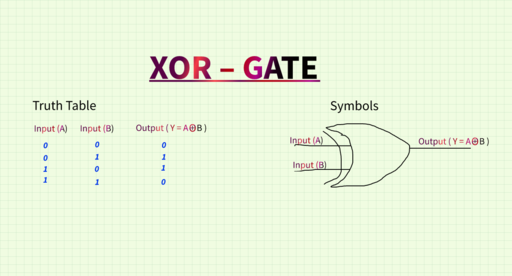 XOR – GATE
Truth Table
Input (A) Input (B) Output ( Y = A⊕B )
0 0 0
0 1 1
1 0 1
1 1 0
Symbols
Input (A)
Input (B)
Output ( Y = A⊕B )